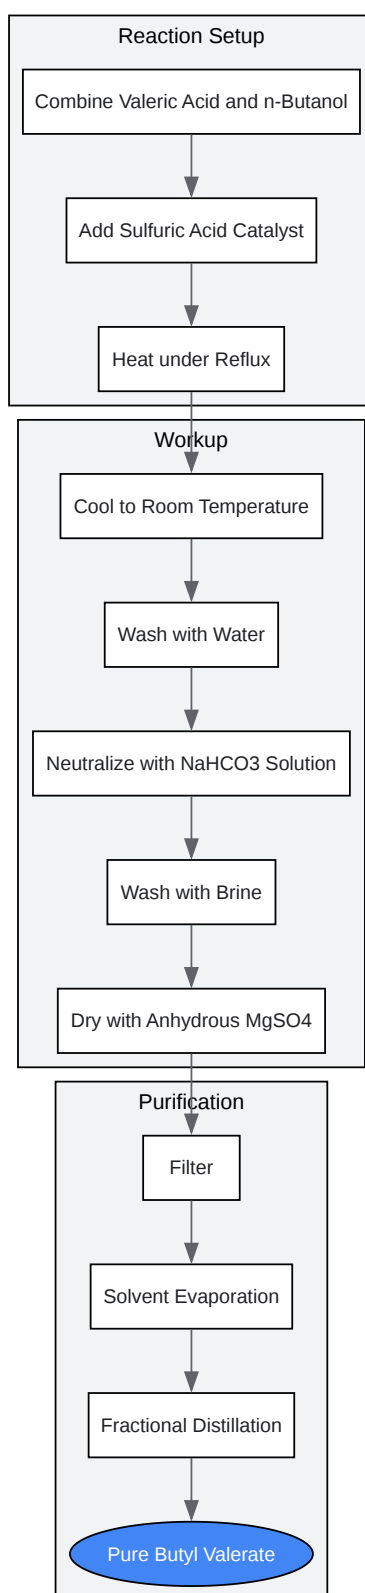 Reaction Setup
Combine Valeric Acid and n-Butanol
Add Sulfuric Acid Catalyst
Heat under Reflux
Workup
Cool to Room Temperature
Wash with Water
Neutralize with NaHCO3 Solution
Wash with Brine
Dry with Anhydrous MgSO4
Purification
Filter
Solvent Evaporation
Fractional Distillation
Pure Butyl Valerate